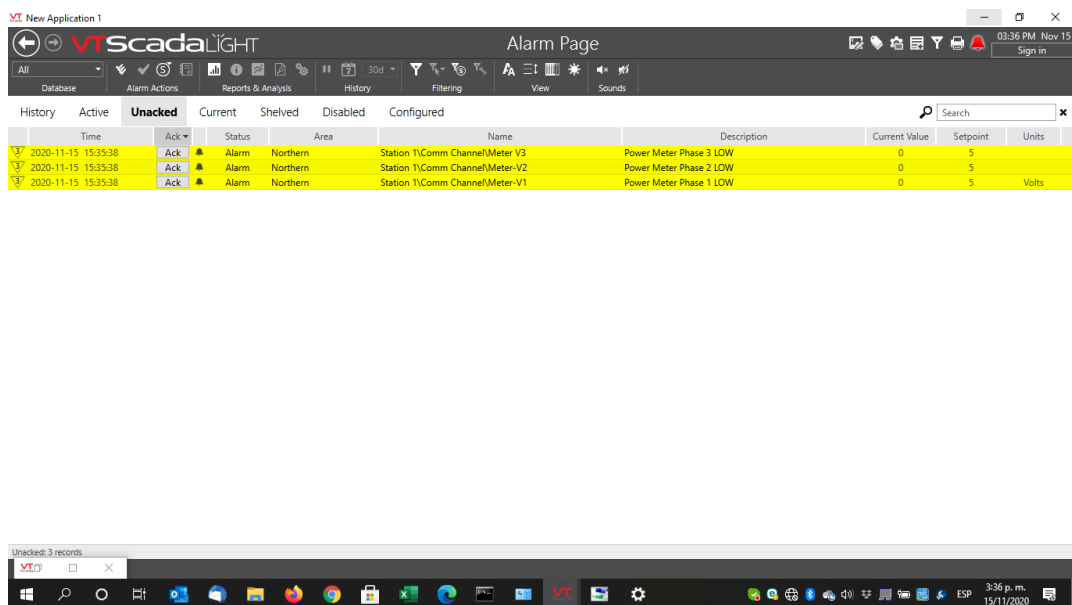 VT New Application 1
VTScadaLIGHT
Alarm Page
03:36 PM Nov 15
Sign in
All
30d
Database Alarm Actions Reports & Analysis History Filtering View Sounds
History Active Unacked Current Shelved Disabled Configured Search
Time Ack Status Area Name Description Current Value Setpoint Units
3 2020-11-15 15:35:38 Ack Alarm Northern Station 1\Comm Channel\Meter V3 Power Meter Phase 3 LOW 0 5
3 2020-11-15 15:35:38 Ack Alarm Northern Station 1\Comm Channel\Meter-V2 Power Meter Phase 2 LOW 0 5
3 2020-11-15 15:35:38 Ack Alarm Northern Station 1\Comm Channel\Meter-V1 Power Meter Phase 1 LOW 0 5 Volts
Unacked: 3 records
VT
VT ESP 3:36 p. m.
15/11/2020